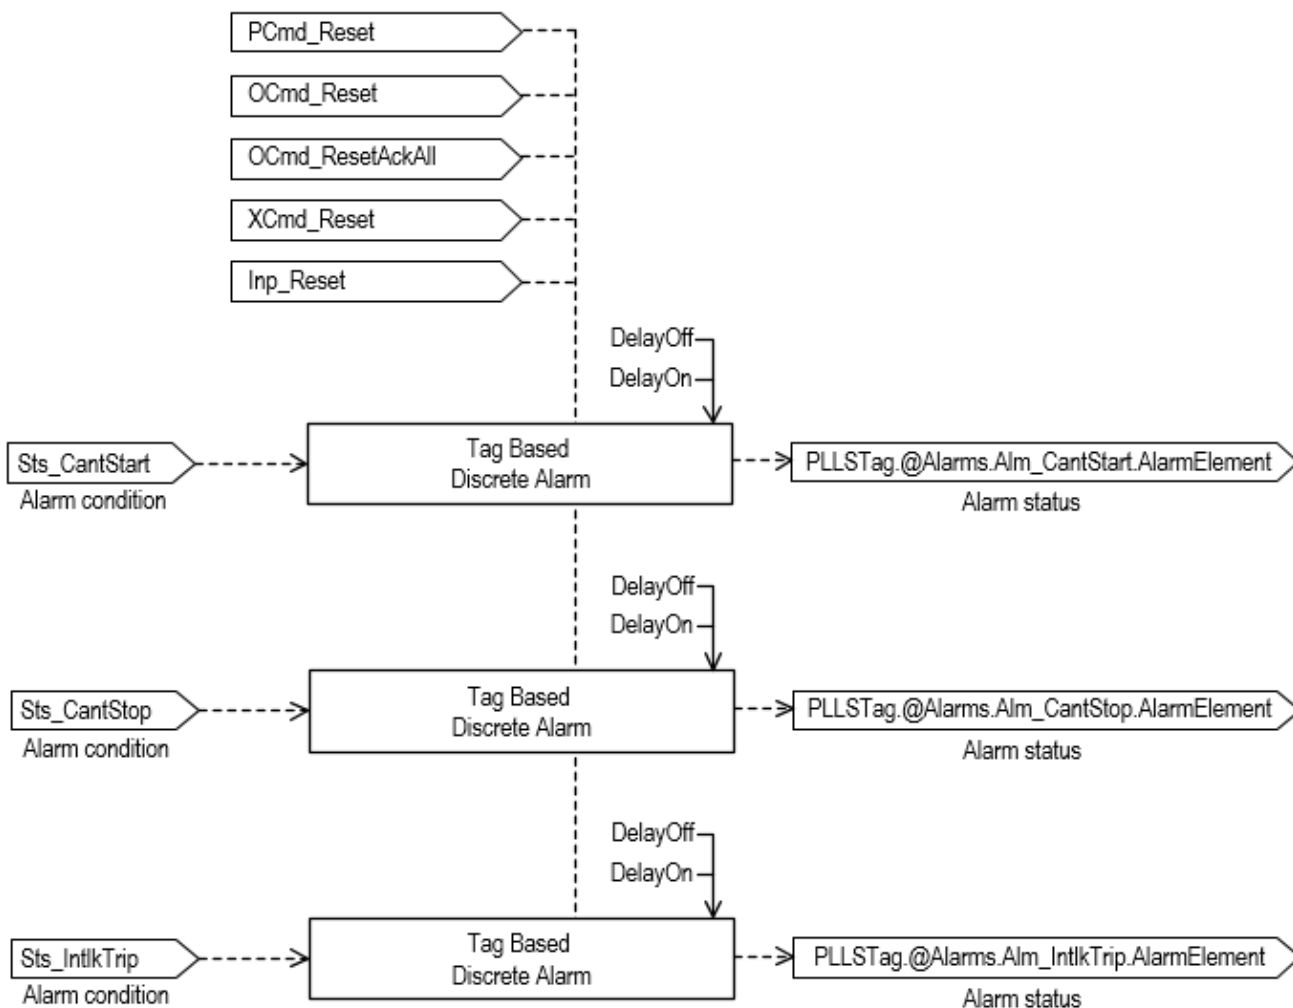 PCmd_Reset
OCmd_Reset
OCmd_ResetAckAll
XCmd_Reset
Inp_Reset
DelayOff
DelayOn
Sts_CantStart
Alarm condition
Tag Based
Discrete Alarm
PLLSTag.@Alarms.Alm_CantStart.AlarmElement
Alarm status
DelayOff
DelayOn
Sts_CantStop
Alarm condition
Tag Based
Discrete Alarm
PLLSTag.@Alarms.Alm_CantStop.AlarmElement
Alarm status
DelayOff
DelayOn
Sts_IntlkTrip
Alarm condition
Tag Based
Discrete Alarm
PLLSTag.@Alarms.Alm_IntlkTrip.AlarmElement
Alarm status